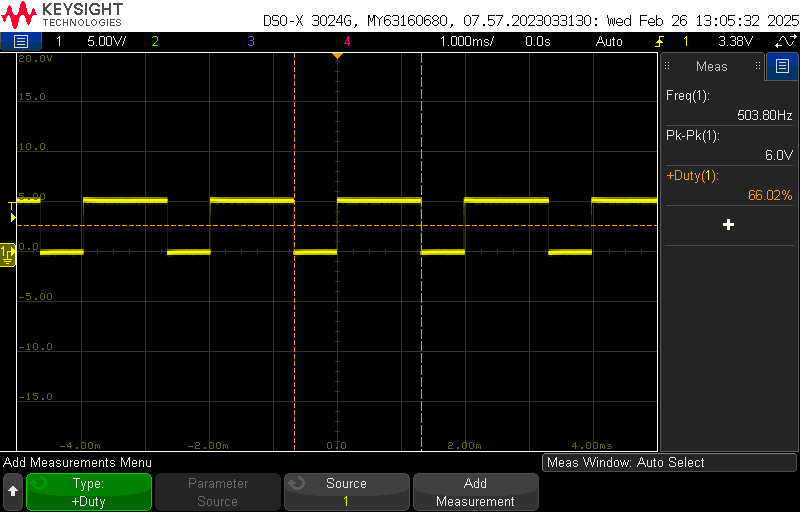 KEYSIGHT
TECHNOLOGIES
DSO-X 3024G, MY63160680, 07.57.2023033130: Wed Feb 26 13:05:32 2025
1 5.00V/ 2 3 4 1.000ms/ 0.0s Auto 1 3.38V
20.0V
15.0
10.0
5.00
0.0
-5.00
-10.0
-15.0
-4.00m -2.00m 0.0 2.00m 4.00ms
T
1
Meas
Freq(1):
503.80Hz
Pk-Pk(1):
6.0V
+Duty(1):
66.02%
Add Measurements Menu
Meas Window: Auto Select
Type:
+Duty
Parameter
Source
Source
1
Add
Measurement